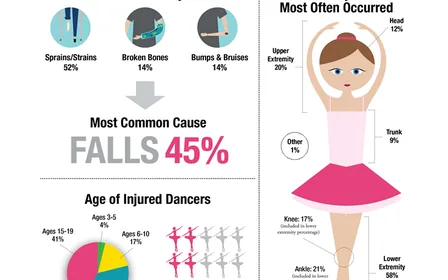 Sprains/Strains
52%
Broken Bones
14%
Bumps & Bruises
14%
Most Common Cause
FALLS 45%
Age of Injured Dancers
Ages 3-5
4%
Ages 15-19
41%
Ages 6-10
17%
Most Often Occurred
Head
12%
Upper
Extremity
20%
Other
1%
Trunk
9%
Knee: 17%
(included in lower
extremity percentage)
Ankle: 21%
(included in lower
Lower
Extremity
58%